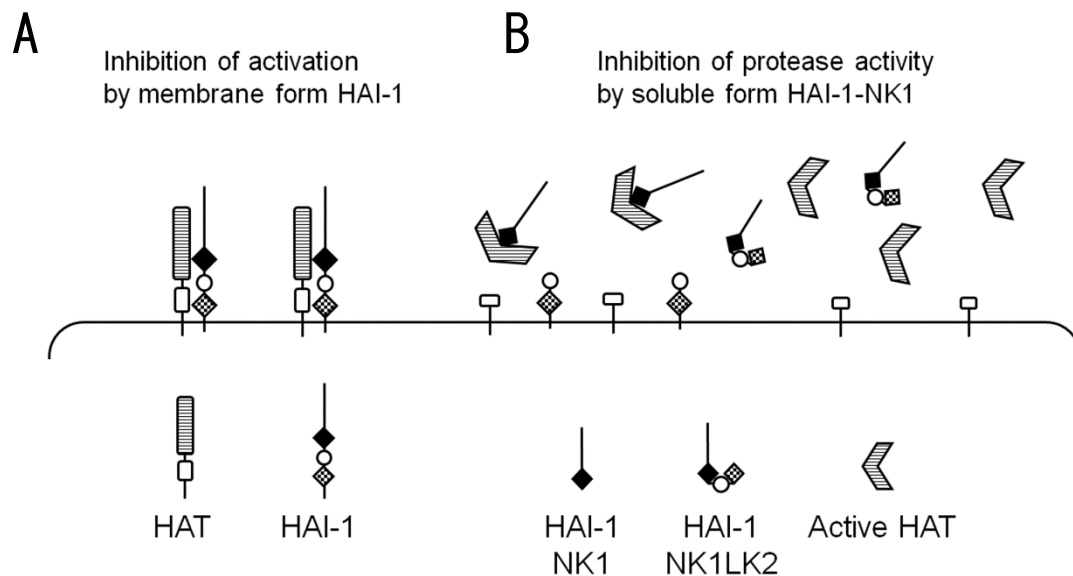 A
Inhibition of activation
by membrane form HAI-1
B
Inhibition of protease activity
by soluble form HAI-1-NK1
HAT
HAI-1
HAI-1
NK1
HAI-1
NK1LK2
Active HAT